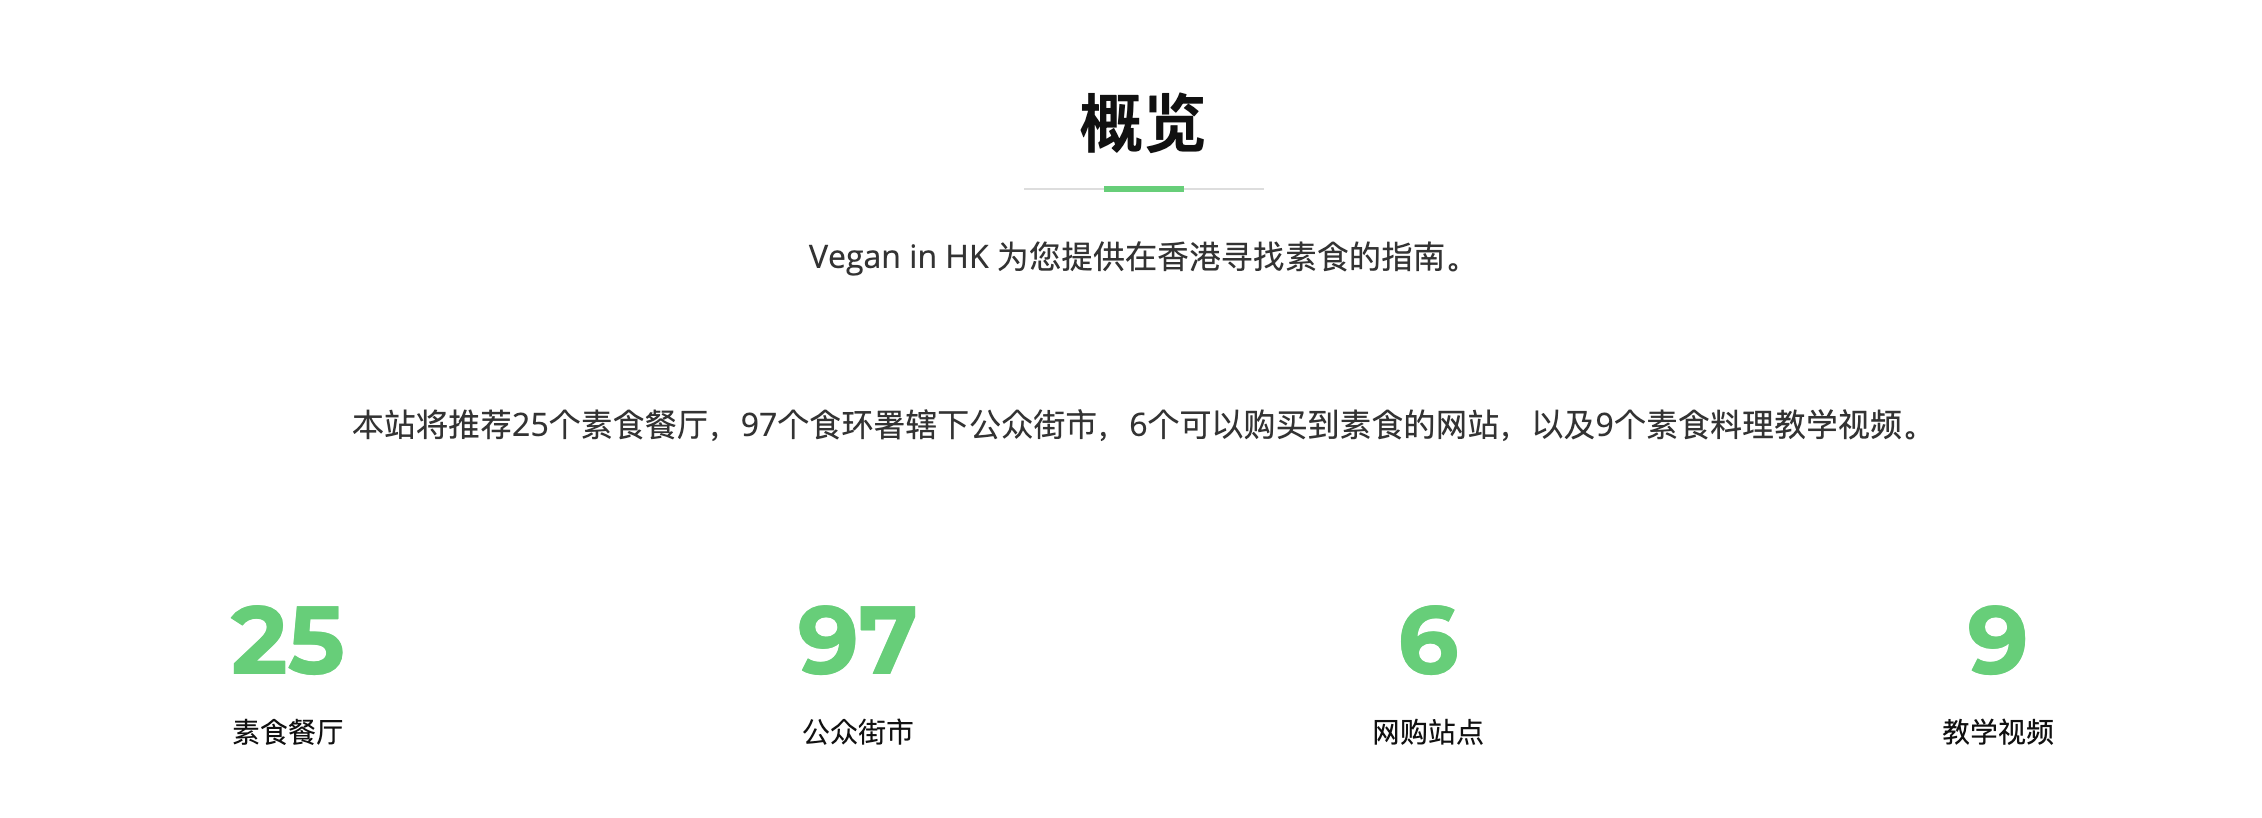 概览
Vegan in HK 为您提供在香港寻找素食的指南。
本站将推荐25个素食餐厅，97个食环署辖下公众街市，6个可以购买到素食的网站，以及9个素食料理教学视频。
25
97
6
9
素食餐厅
公众街市
网购站点
教学视频